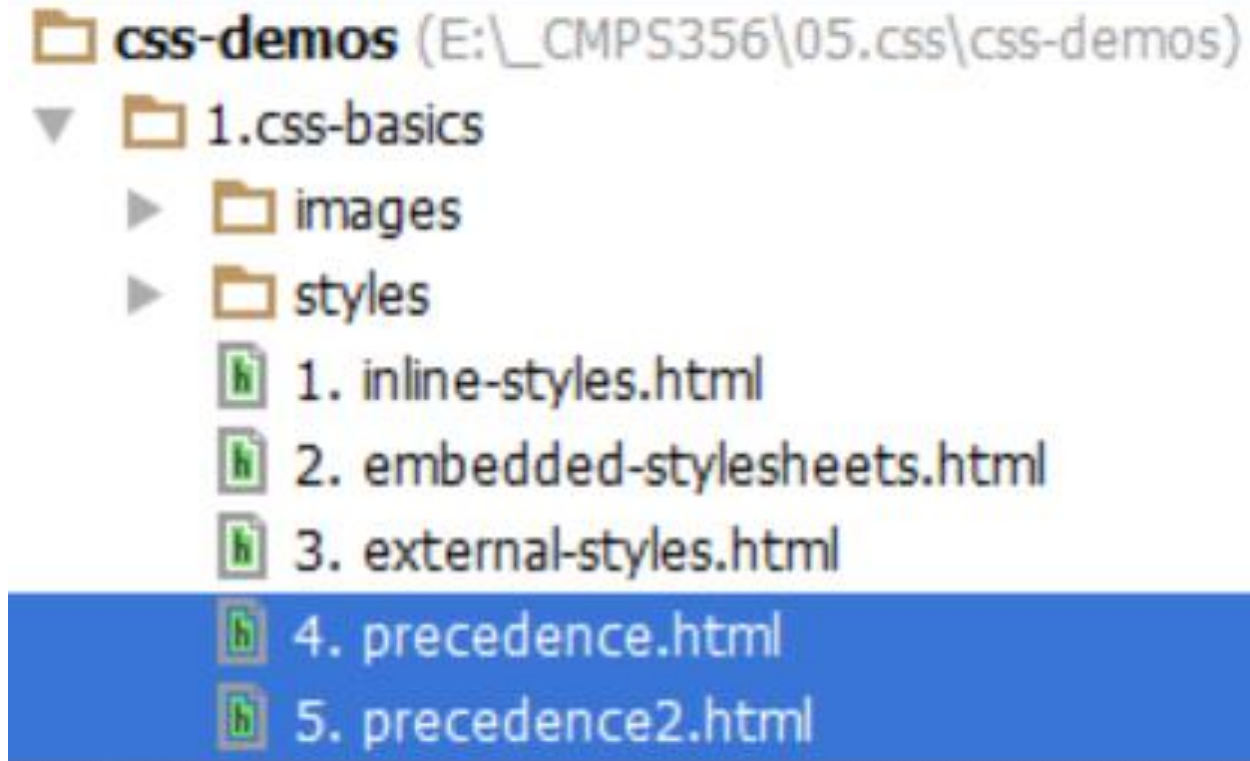 css-demos (E:\_CMPS356\05.css\css-demos)
1.css-basics
images
styles
1. inline-styles.html
2. embedded-stylesheets.html
3. external-styles.html
4. precedence.html
5. precedence2.html